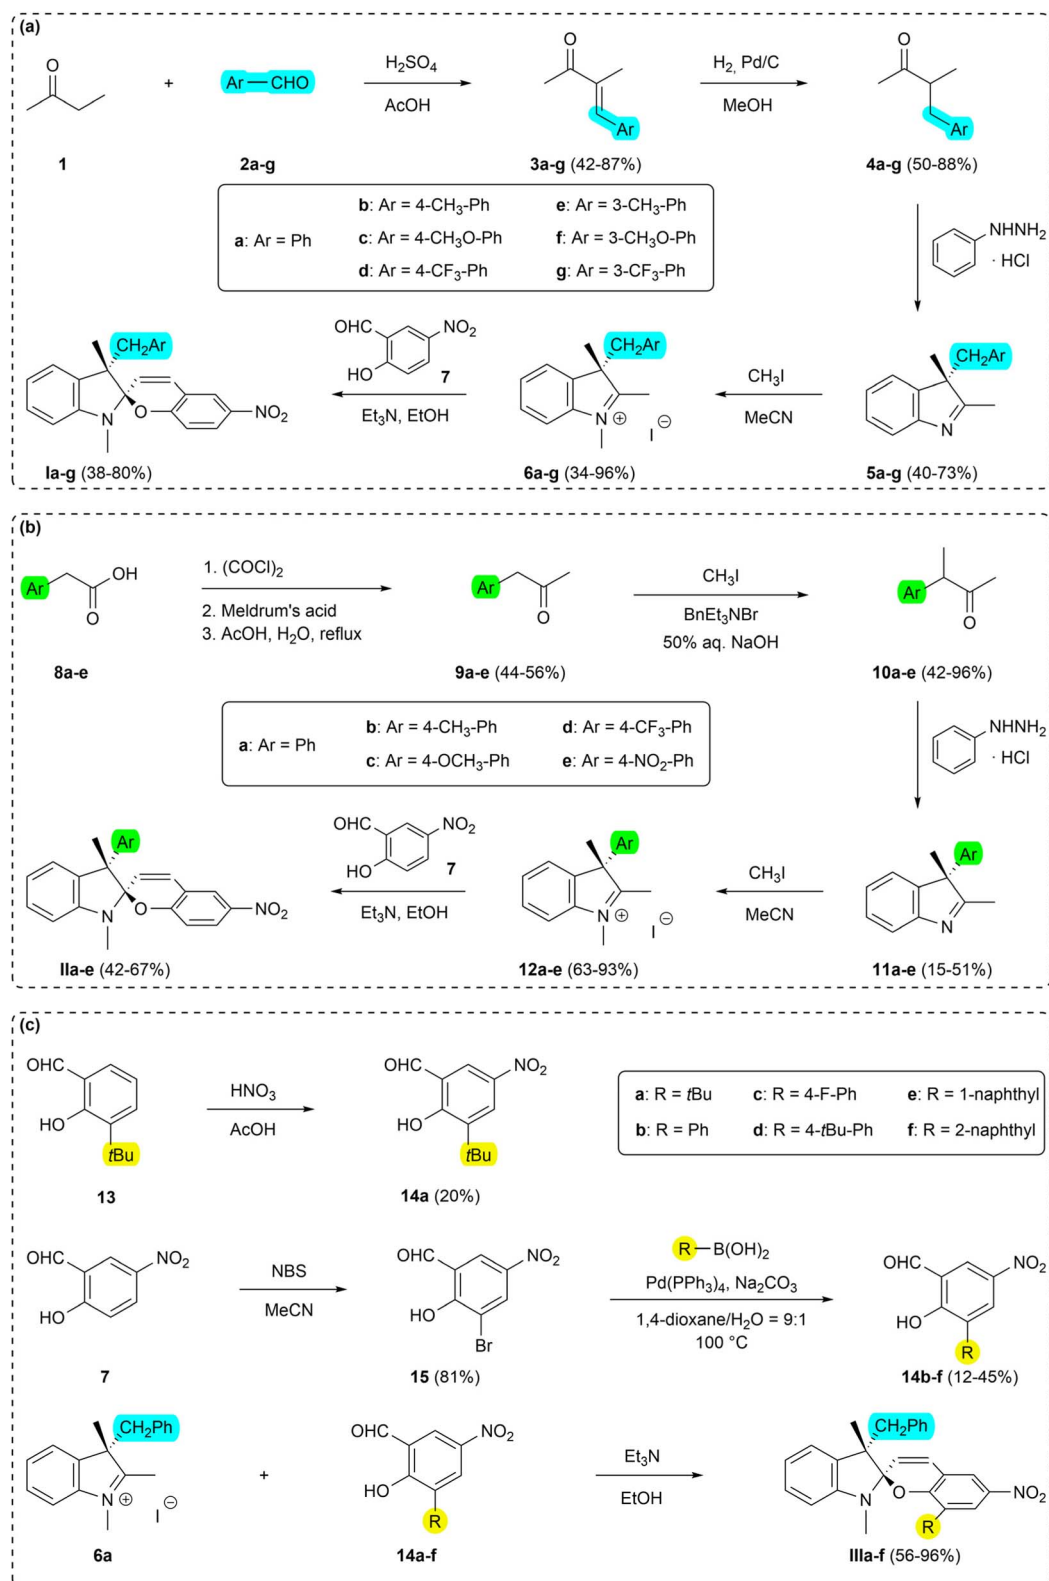 (a)
O
+
Ar—CHO
H2SO4
AcOH
O
Ar
H2, Pd/C
MeOH
O
Ar
1
2a-g
3a-g (42-87%)
4a-g (50-88%)
a: Ar = Ph
b: Ar = 4-CH3-Ph
e: Ar = 3-CH3-Ph
c: Ar = 4-CH3O-Ph
f: Ar = 3-CH3O-Ph
d: Ar = 4-CF3-Ph
g: Ar = 3-CF3-Ph
NHNH2
· HCl
CH2Ar
N
O
NO2
OHC
NO2
HO
7
Et3N, EtOH
CH2Ar
N
+
I −
CH3I
MeCN
CH2Ar
N
Ia-g (38-80%)
6a-g (34-96%)
5a-g (40-73%)
(b)
Ar
OH
O
1. (COCl)2
2. Meldrum's acid
3. AcOH, H2O, reflux
Ar
O
CH3I
BnEt3NBr
50% aq. NaOH
Ar
O
8a-e
9a-e (44-56%)
10a-e (42-96%)
a: Ar = Ph
b: Ar = 4-CH3-Ph
d: Ar = 4-CF3-Ph
c: Ar = 4-OCH3-Ph
e: Ar = 4-NO2-Ph
NHNH2
· HCl
Ar
N
O
NO2
OHC
NO2
HO
7
Et3N, EtOH
Ar
N
+
I −
CH3I
MeCN
Ar
N
IIa-e (42-67%)
12a-e (63-93%)
11a-e (15-51%)
(c)
OHC
HO
tBu
HNO3
AcOH
OHC
NO2
HO
tBu
a: R = tBu
c: R = 4-F-Ph
e: R = 1-naphthyl
b: R = Ph
d: R = 4-tBu-Ph
f: R = 2-naphthyl
13
14a (20%)
OHC
NO2
HO
NBS
MeCN
OHC
NO2
HO
Br
R—B(OH)2
Pd(PPh3)4, Na2CO3
1,4-dioxane/H2O = 9:1
100 °C
OHC
NO2
HO
R
7
15 (81%)
14b-f (12-45%)
CH2Ph
N
+
I −
+
OHC
NO2
HO
R
Et3N
EtOH
CH2Ph
N
O
NO2
R
6a
14a-f
IIIa-f (56-96%)